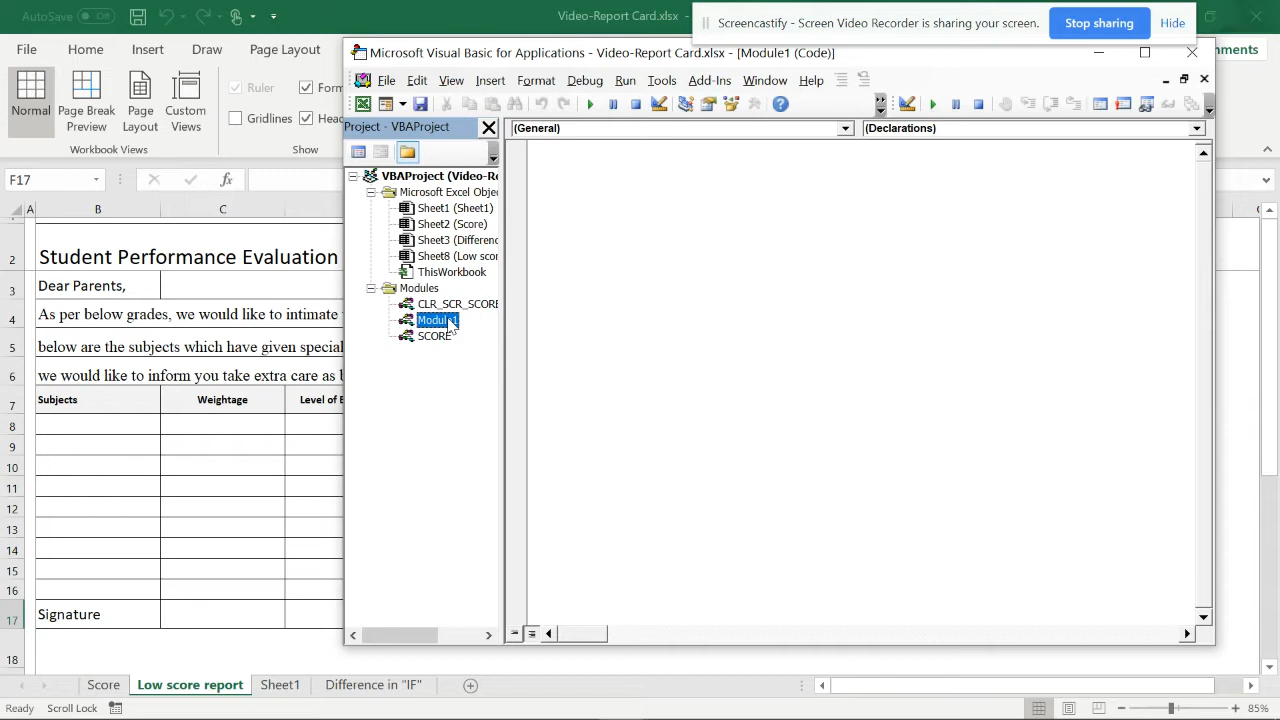 AutoSave Off
Video-Report Card.xlsx -
Screencastify - Screen Video Recorder is sharing your screen.
Stop sharing
Hide
File
Home
Insert
Draw
Page Layout
Normal
Page Break
Preview
Page
Layout
Custom
Views
Ruler
Gridlines
Workbook Views
Show
F17
fx
A
B
C
2
3
4
5
6
7
8
9
10
11
12
13
14
15
16
17
18
Student Performance Evaluation
Dear Parents,
As per below grades, we would like to intimate
below are the subjects which have given special
we would like to inform you take extra care as
Subjects
Weightage
Level of
Signature
Microsoft Visual Basic for Applications - Video-Report Card.xlsx - [Module1 (Code)]
File Edit View Insert Format Debug Run Tools Add-Ins Window Help
Project - VBAProject
(General)
(Declarations)
VBAProject (Video-Re
Microsoft Excel Obje
Sheet1 (Sheet1)
Sheet2 (Score)
Sheet3 (Differenc
Sheet8 (Low scor
ThisWorkbook
Modules
CLR_SCR_SCORE
Module1
SCORE
Score
Low score report
Sheet1
Difference in "IF"
Ready
Scroll Lock
85%